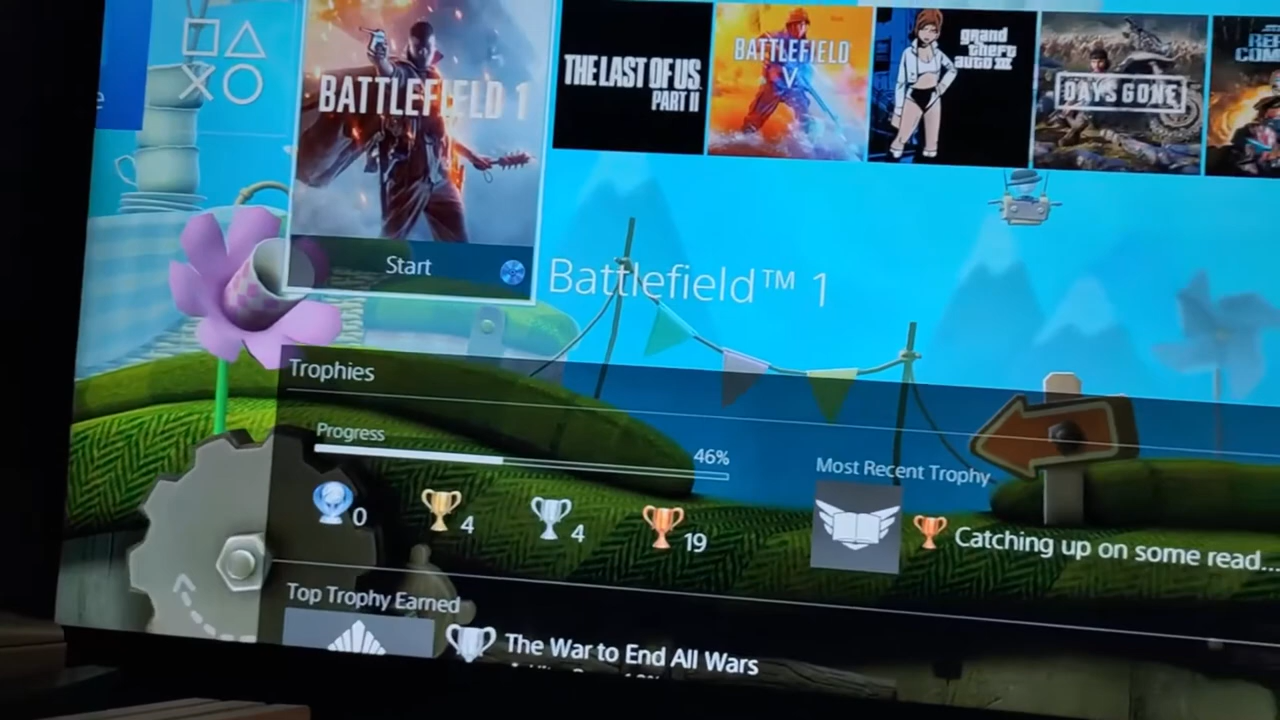 BATTLEFIELD 1
THE LAST OF US
PART II
BATTLEFIELD
V
grand
theft
auto III
DAYS GONE
Start
Battlefield™ 1
Trophies
Progress
46%
0
4
4
19
Most Recent Trophy
Catching up on some read...
Top Trophy Earned
The War to End All Wars